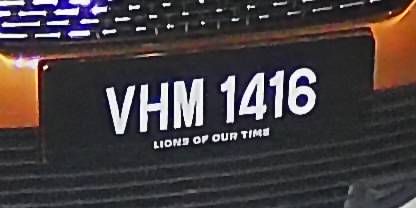 VHM 1416
LIONS OF OUR TIME